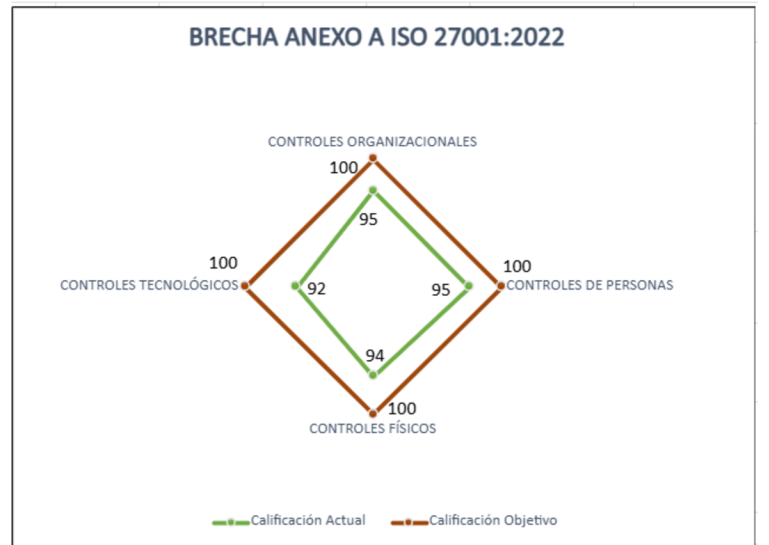 BRECHA ANEXO A ISO 27001:2022
CONTROLES ORGANIZACIONALES
100
95
100
CONTROLES TECNOLÓGICOS
92
95
100
CONTROLES DE PERSONAS
94
100
CONTROLES FÍSICOS
Calificación Actual
Calificación Objetivo